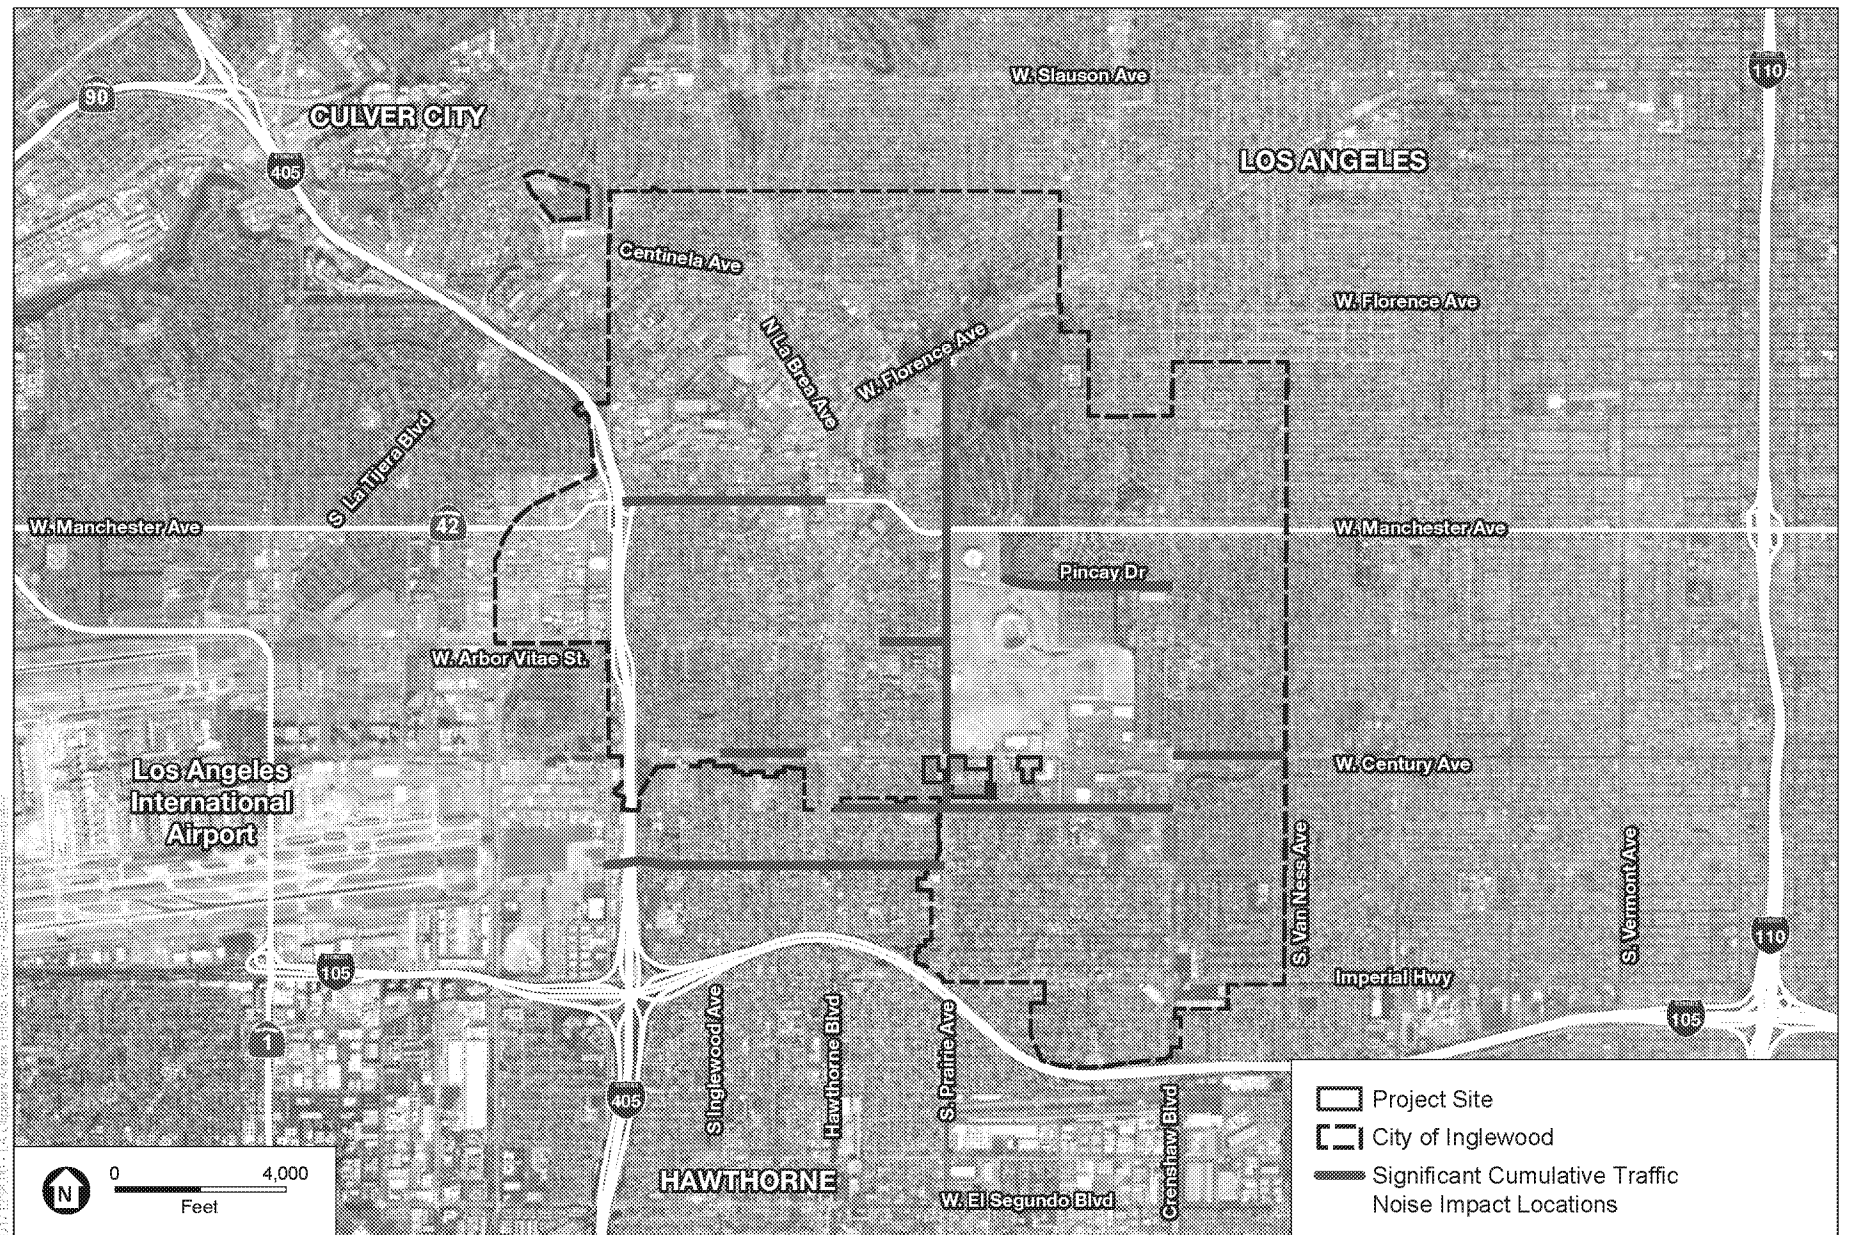 W. Slauson Ave
110
90
CULVER CITY
LOS ANGELES
405
Centinela Ave
W. Florence Ave
N La Brea Ave
W. Florence Ave
S La Tijera Blvd
W. Manchester Ave
42
W. Manchester Ave
Pincay Dr
W. Arbor Vitae St.
Los Angeles
International
Airport
W. Century Ave
S. Van Ness Ave
S. Vermont Ave
110
105
Imperial Hwy
105
1
S Inglewood Ave
Hawthorne Blvd
S. Prairie Ave
Crenshaw Blvd
405
HAWTHORNE
W. El Segundo Blvd
N
0 4,000
Feet
Project Site
City of Inglewood
Significant Cumulative Traffic
Noise Impact Locations